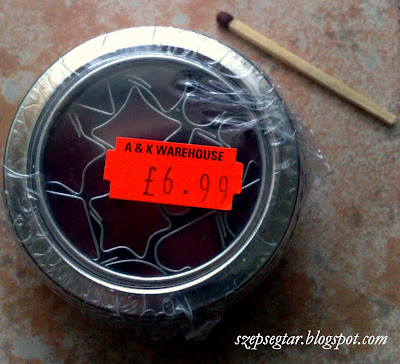 A & K WAREHOUSE
£6.99
szepsegtar.blogspot.com